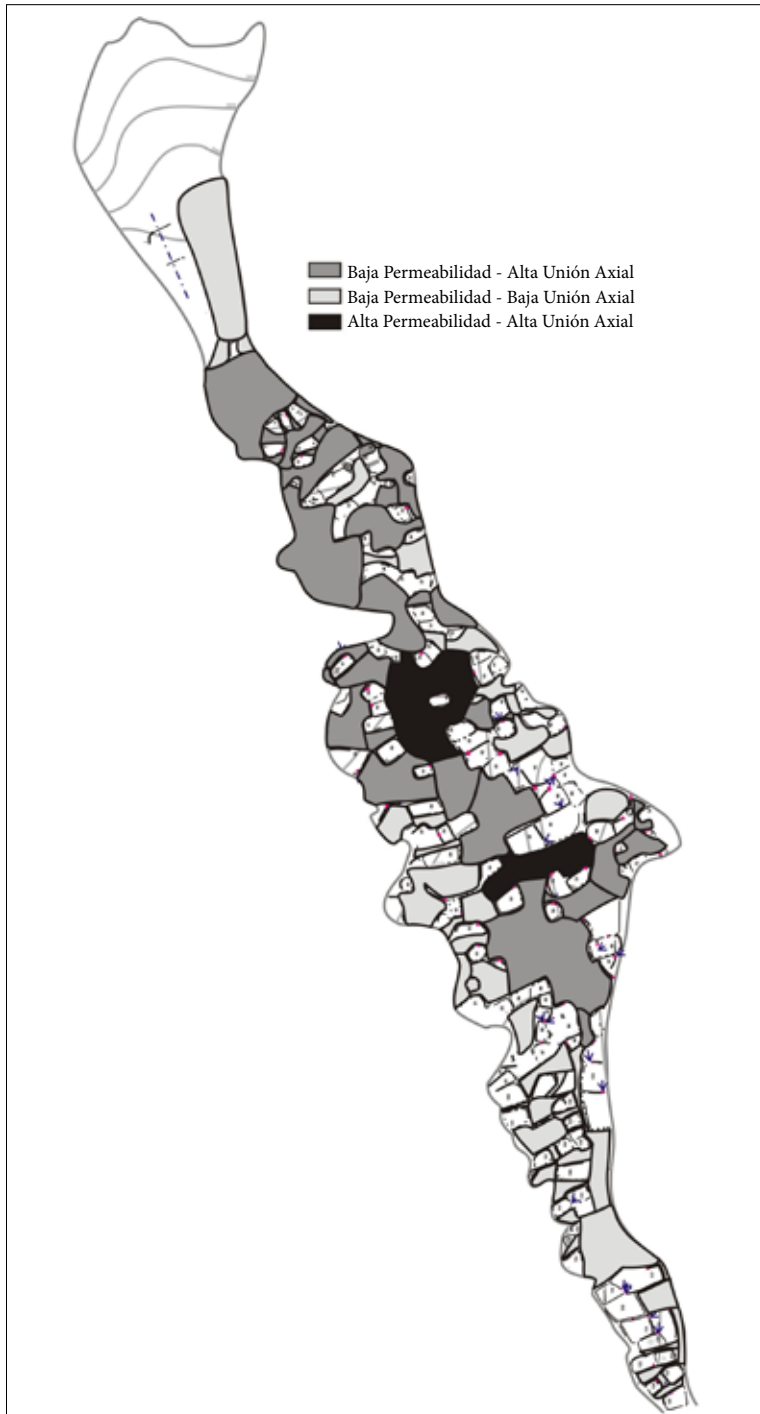 Baja Permeabilidad - Alta Unión Axial
Baja Permeabilidad - Baja Unión Axial
Alta Permeabilidad - Alta Unión Axial